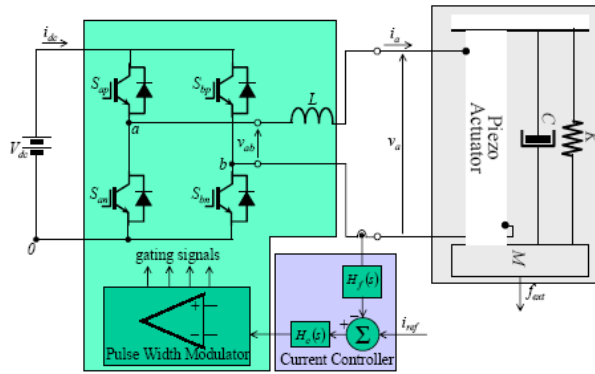 i_dc
S_ap
S_bp
L
i_a
a
V_dc
v_ab
v_a
Piezo
Actuator
C
K
b
S_an
S_bn
0
M
gating signals
f_ext
H_f(s)
+
−
+
−
Σ
i_ref
H_c(s)
Pulse Width Modulator
Current Controller